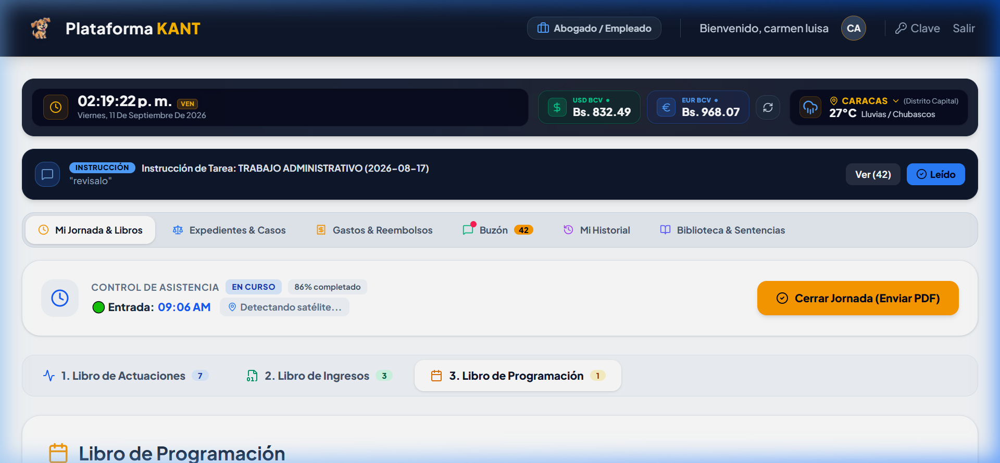 Plataforma KANT
Abogado / Empleado
Bienvenido, carmen luisa
CA
Clave
Salir
02:19:22 p. m. VEN
Viernes, 11 De Septiembre De 2026
USD BCV
Bs. 832.49
EUR BCV
Bs. 968.07
CARACAS (Distrito Capital)
27°C Lluvias / Chubascos
INSTRUCCIÓN Instrucción de Tarea: TRABAJO ADMINISTRATIVO (2026-08-17)
"revisalo"
Ver (42)
Leído
Mi Jornada & Libros
Expedientes & Casos
Gastos & Reembolsos
Buzón 42
Mi Historial
Biblioteca & Sentencias
CONTROL DE ASISTENCIA EN CURSO 86% completado
Entrada: 09:06 AM Detectando satélite...
Cerrar Jornada (Enviar PDF)
1. Libro de Actuaciones 7
2. Libro de Ingresos 3
3. Libro de Programación 1
Libro de Programación